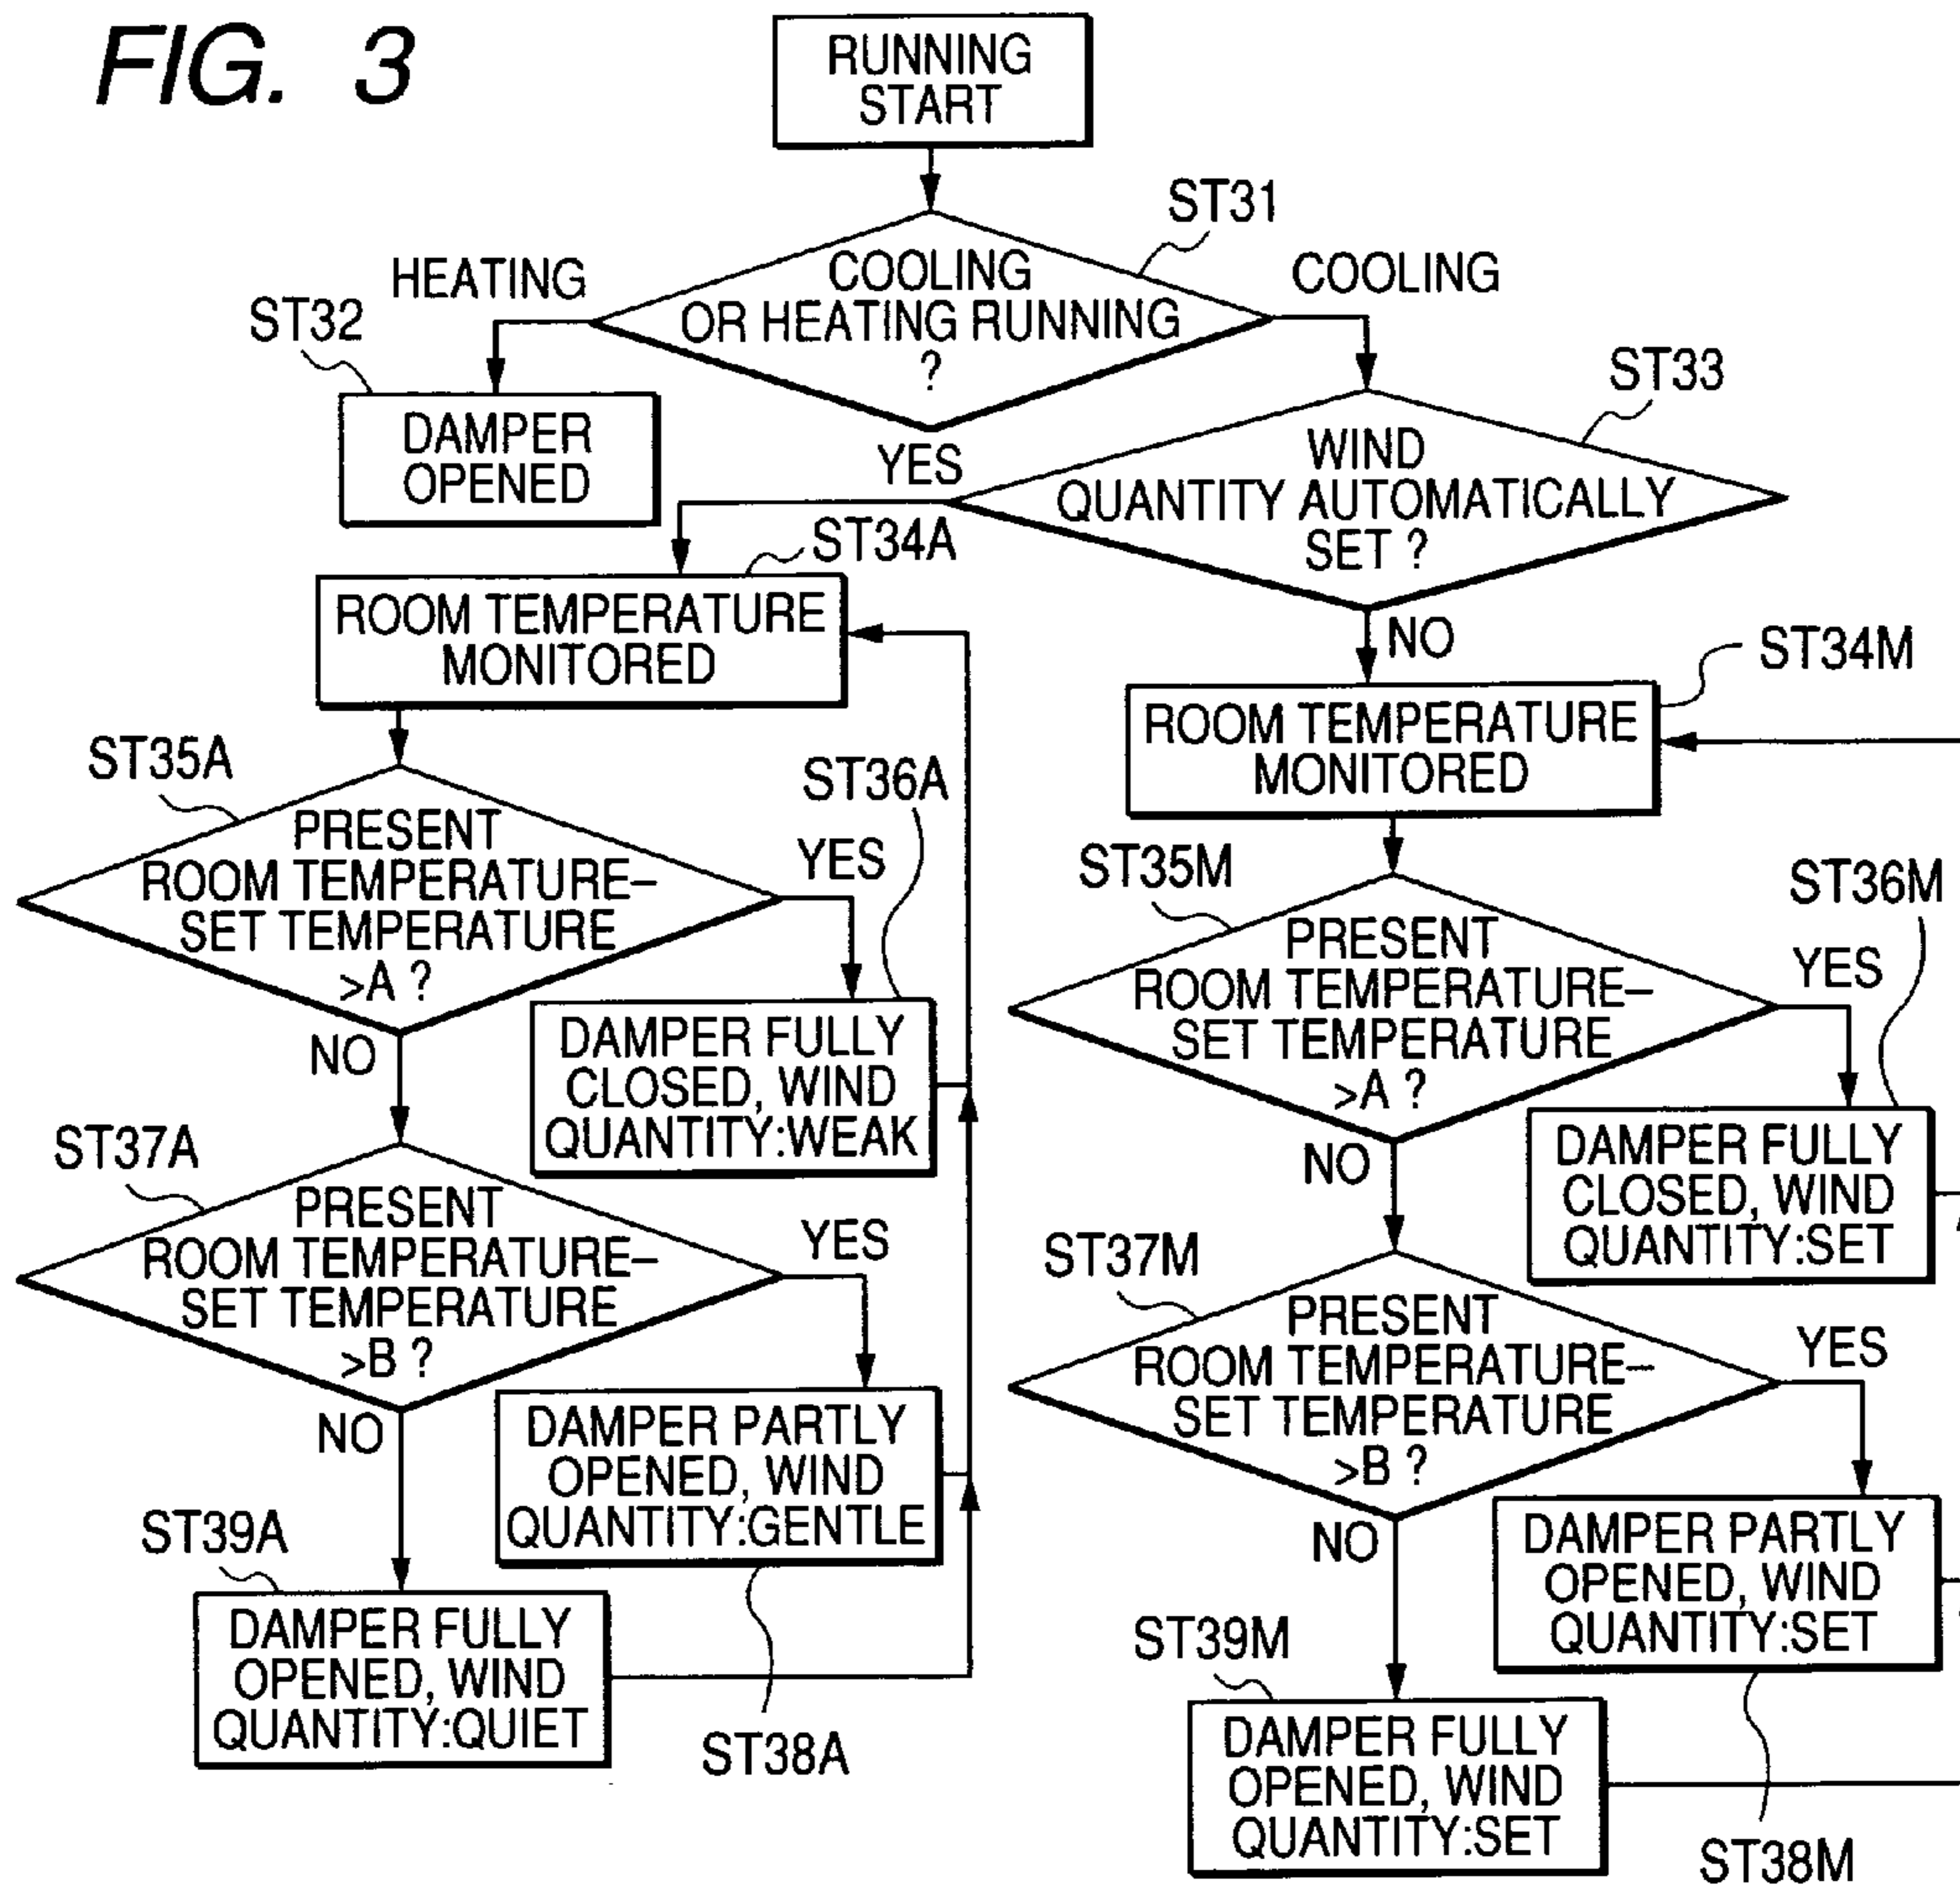 FIG. 3
RUNNING
START
ST31
COOLING
OR HEATING RUNNING
?
HEATING
COOLING
ST32
DAMPER
OPENED
ST33
WIND
QUANTITY AUTOMATICALLY
SET ?
YES
NO
ST34A
ROOM TEMPERATURE
MONITORED
ST35A
PRESENT
ROOM TEMPERATURE–
SET TEMPERATURE
>A ?
YES
NO
ST36A
DAMPER FULLY
CLOSED, WIND
QUANTITY:WEAK
ST37A
PRESENT
ROOM TEMPERATURE–
SET TEMPERATURE
>B ?
YES
NO
DAMPER PARTLY
OPENED, WIND
QUANTITY:GENTLE
ST38A
ST39A
DAMPER FULLY
OPENED, WIND
QUANTITY:QUIET
ST34M
ROOM TEMPERATURE
MONITORED
ST35M
PRESENT
ROOM TEMPERATURE–
SET TEMPERATURE
>A ?
YES
NO
ST36M
DAMPER FULLY
CLOSED, WIND
QUANTITY:SET
ST37M
PRESENT
ROOM TEMPERATURE–
SET TEMPERATURE
>B ?
YES
NO
DAMPER PARTLY
OPENED, WIND
QUANTITY:SET
ST38M
ST39M
DAMPER FULLY
OPENED, WIND
QUANTITY:SET